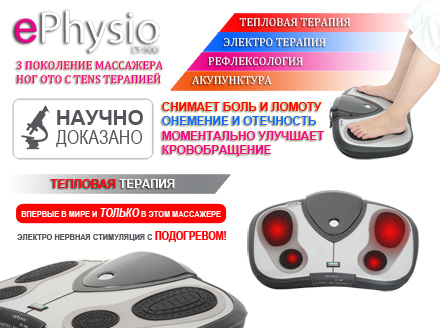 ePhysio
ТЕПЛОВАЯ ТЕРАПИЯ
ЭЛЕКТРО ТЕРАПИЯ
РЕФЛЕКСОЛОГИЯ
АКУПУНКТУРА
3 ПОКОЛЕНИЕ МАССАЖЕРА
НОГ ОТО С TENS ТЕРАПИЕЙ
НАУЧНО
ДОКАЗАНО
СНИМАЕТ БОЛЬ И ЛОМОТУ
ОНЕМЕНИЕ И ОТЕЧНОСТЬ
МОМЕНТАЛЬНО УЛУЧШАЕТ
КРОВООБРАЩЕНИЕ
ТЕПЛОВАЯ ТЕРАПИЯ
ВПЕРВЫЕ В МИРЕ И ТОЛЬКО В ЭТОМ МАССАЖЕРЕ
ЭЛЕКТРО НЕРВНАЯ СТИМУЛЯЦИЯ С ПОДОГРЕВОМ!